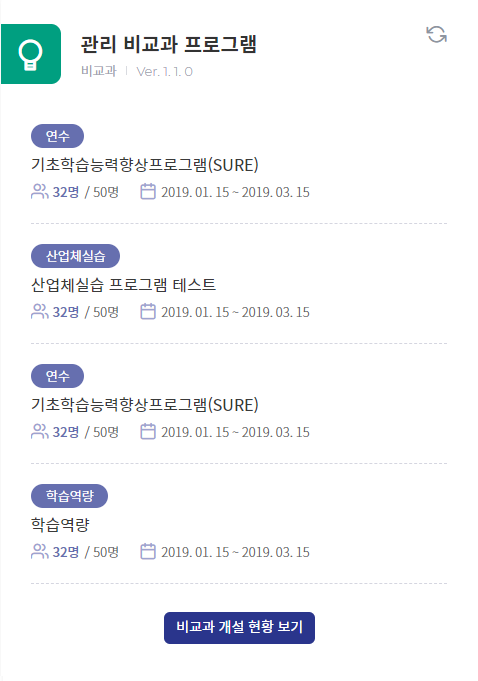 관리 비교과 프로그램
비교과 | Ver. 1. 1. 0
연수
기초학습능력향상프로그램(SURE)
32명 / 50명 2019. 01. 15 ~ 2019. 03. 15
산업체실습
산업체실습 프로그램 테스트
32명 / 50명 2019. 01. 15 ~ 2019. 03. 15
연수
기초학습능력향상프로그램(SURE)
32명 / 50명 2019. 01. 15 ~ 2019. 03. 15
학습역량
학습역량
32명 / 50명 2019. 01. 15 ~ 2019. 03. 15
비교과 개설 현황 보기